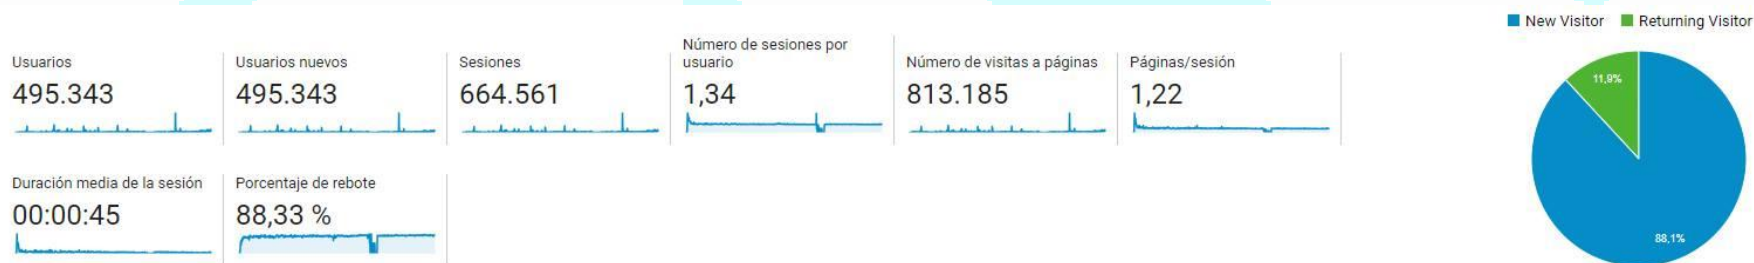 New Visitor
Returning Visitor
Usuarios
495.343
Usuarios nuevos
495.343
Sesiones
664.561
Número de sesiones por
usuario
1,34
Número de visitas a páginas
813.185
Páginas/sesión
1,22
Duración media de la sesión
00:00:45
Porcentaje de rebote
88,33 %
11,9%
88,1%